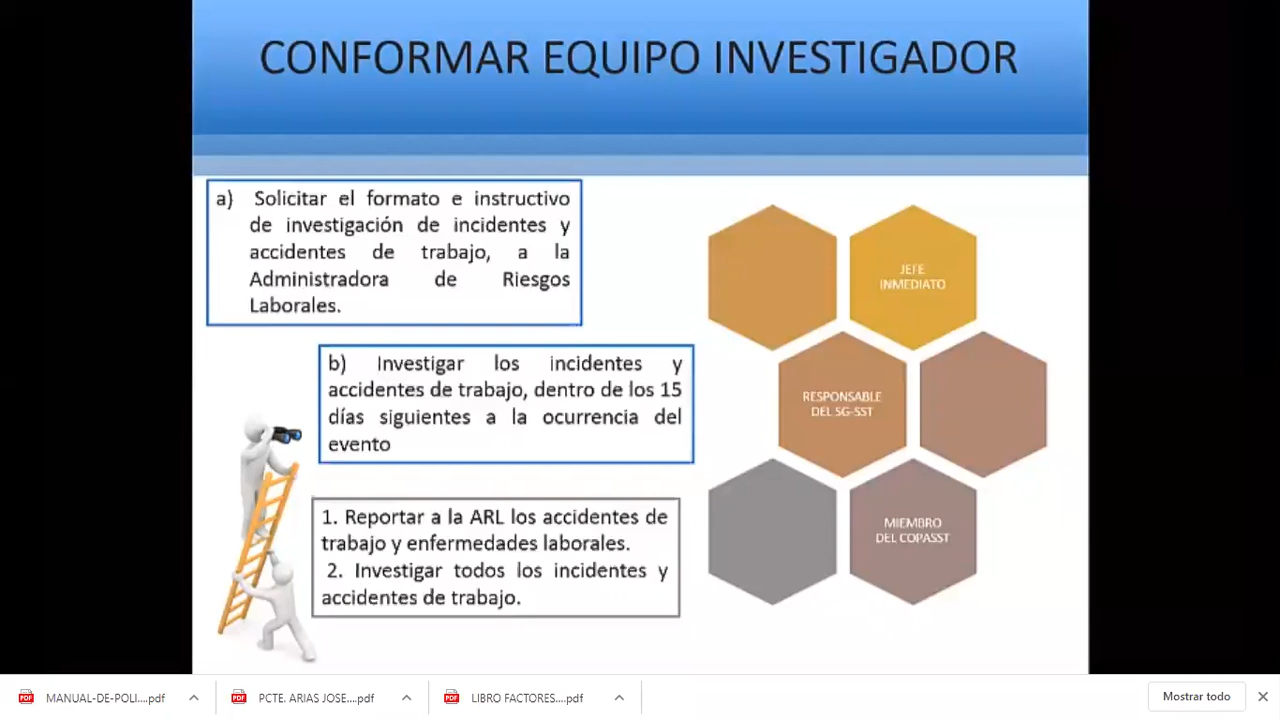 CONFORMAR EQUIPO INVESTIGADOR
a) Solicitar el formato e instructivo
de investigación de incidentes y
accidentes de trabajo, a la
Administradora de Riesgos
Laborales.
b) Investigar los incidentes y
accidentes de trabajo, dentro de los 15
días siguientes a la ocurrencia del
evento
1. Reportar a la ARL los accidentes de
trabajo y enfermedades laborales.
2. Investigar todos los incidentes y
accidentes de trabajo.
JEFE
INMEDIATO
RESPONSABLE
DEL SG-SST
MIEMBRO
DEL COPASST
MANUAL-DE-POLI....pdf
PCTE. ARIAS JOSE....pdf
LIBRO FACTORES....pdf
Mostrar todo